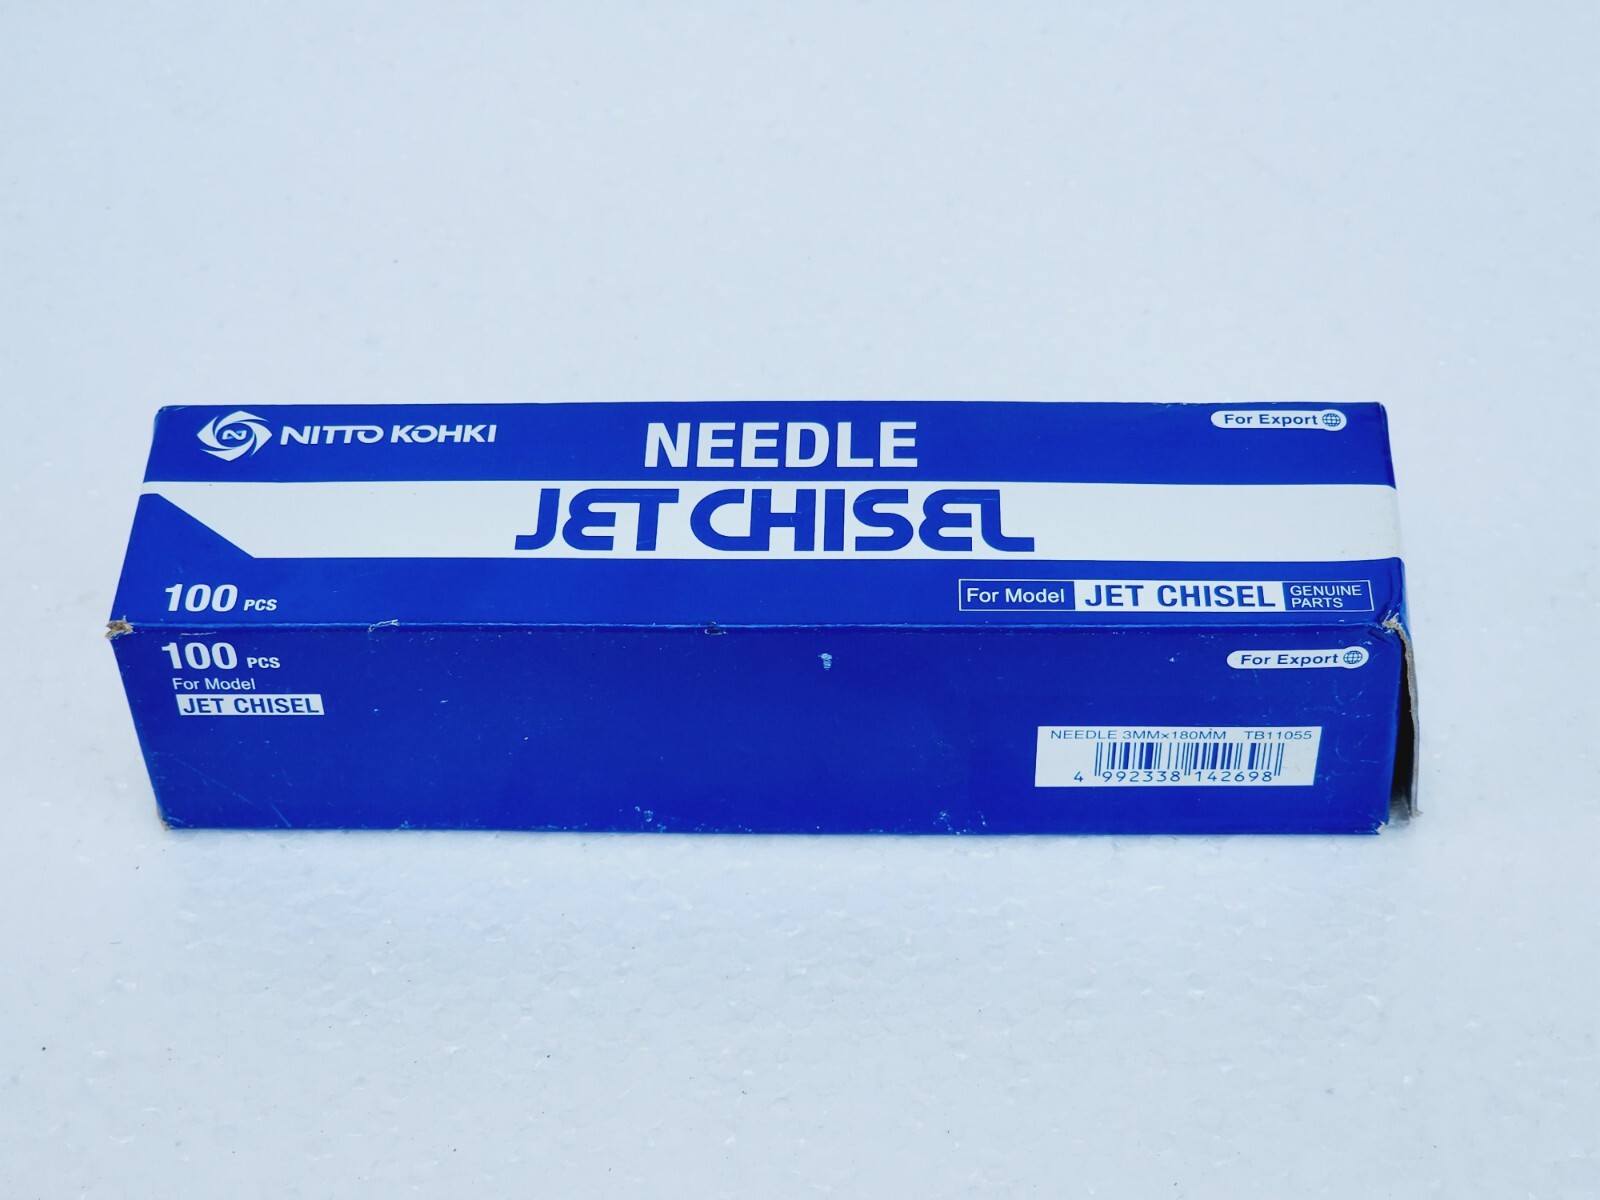 NITTO KOHKI
NEEDLE
For Export
JET CHISEL
100 PCS
For Model JET CHISEL GENUINE PARTS
100 PCS
For Model
JET CHISEL
For Export
NEEDLE 3MM×180MM TB11055
4 992338 142698